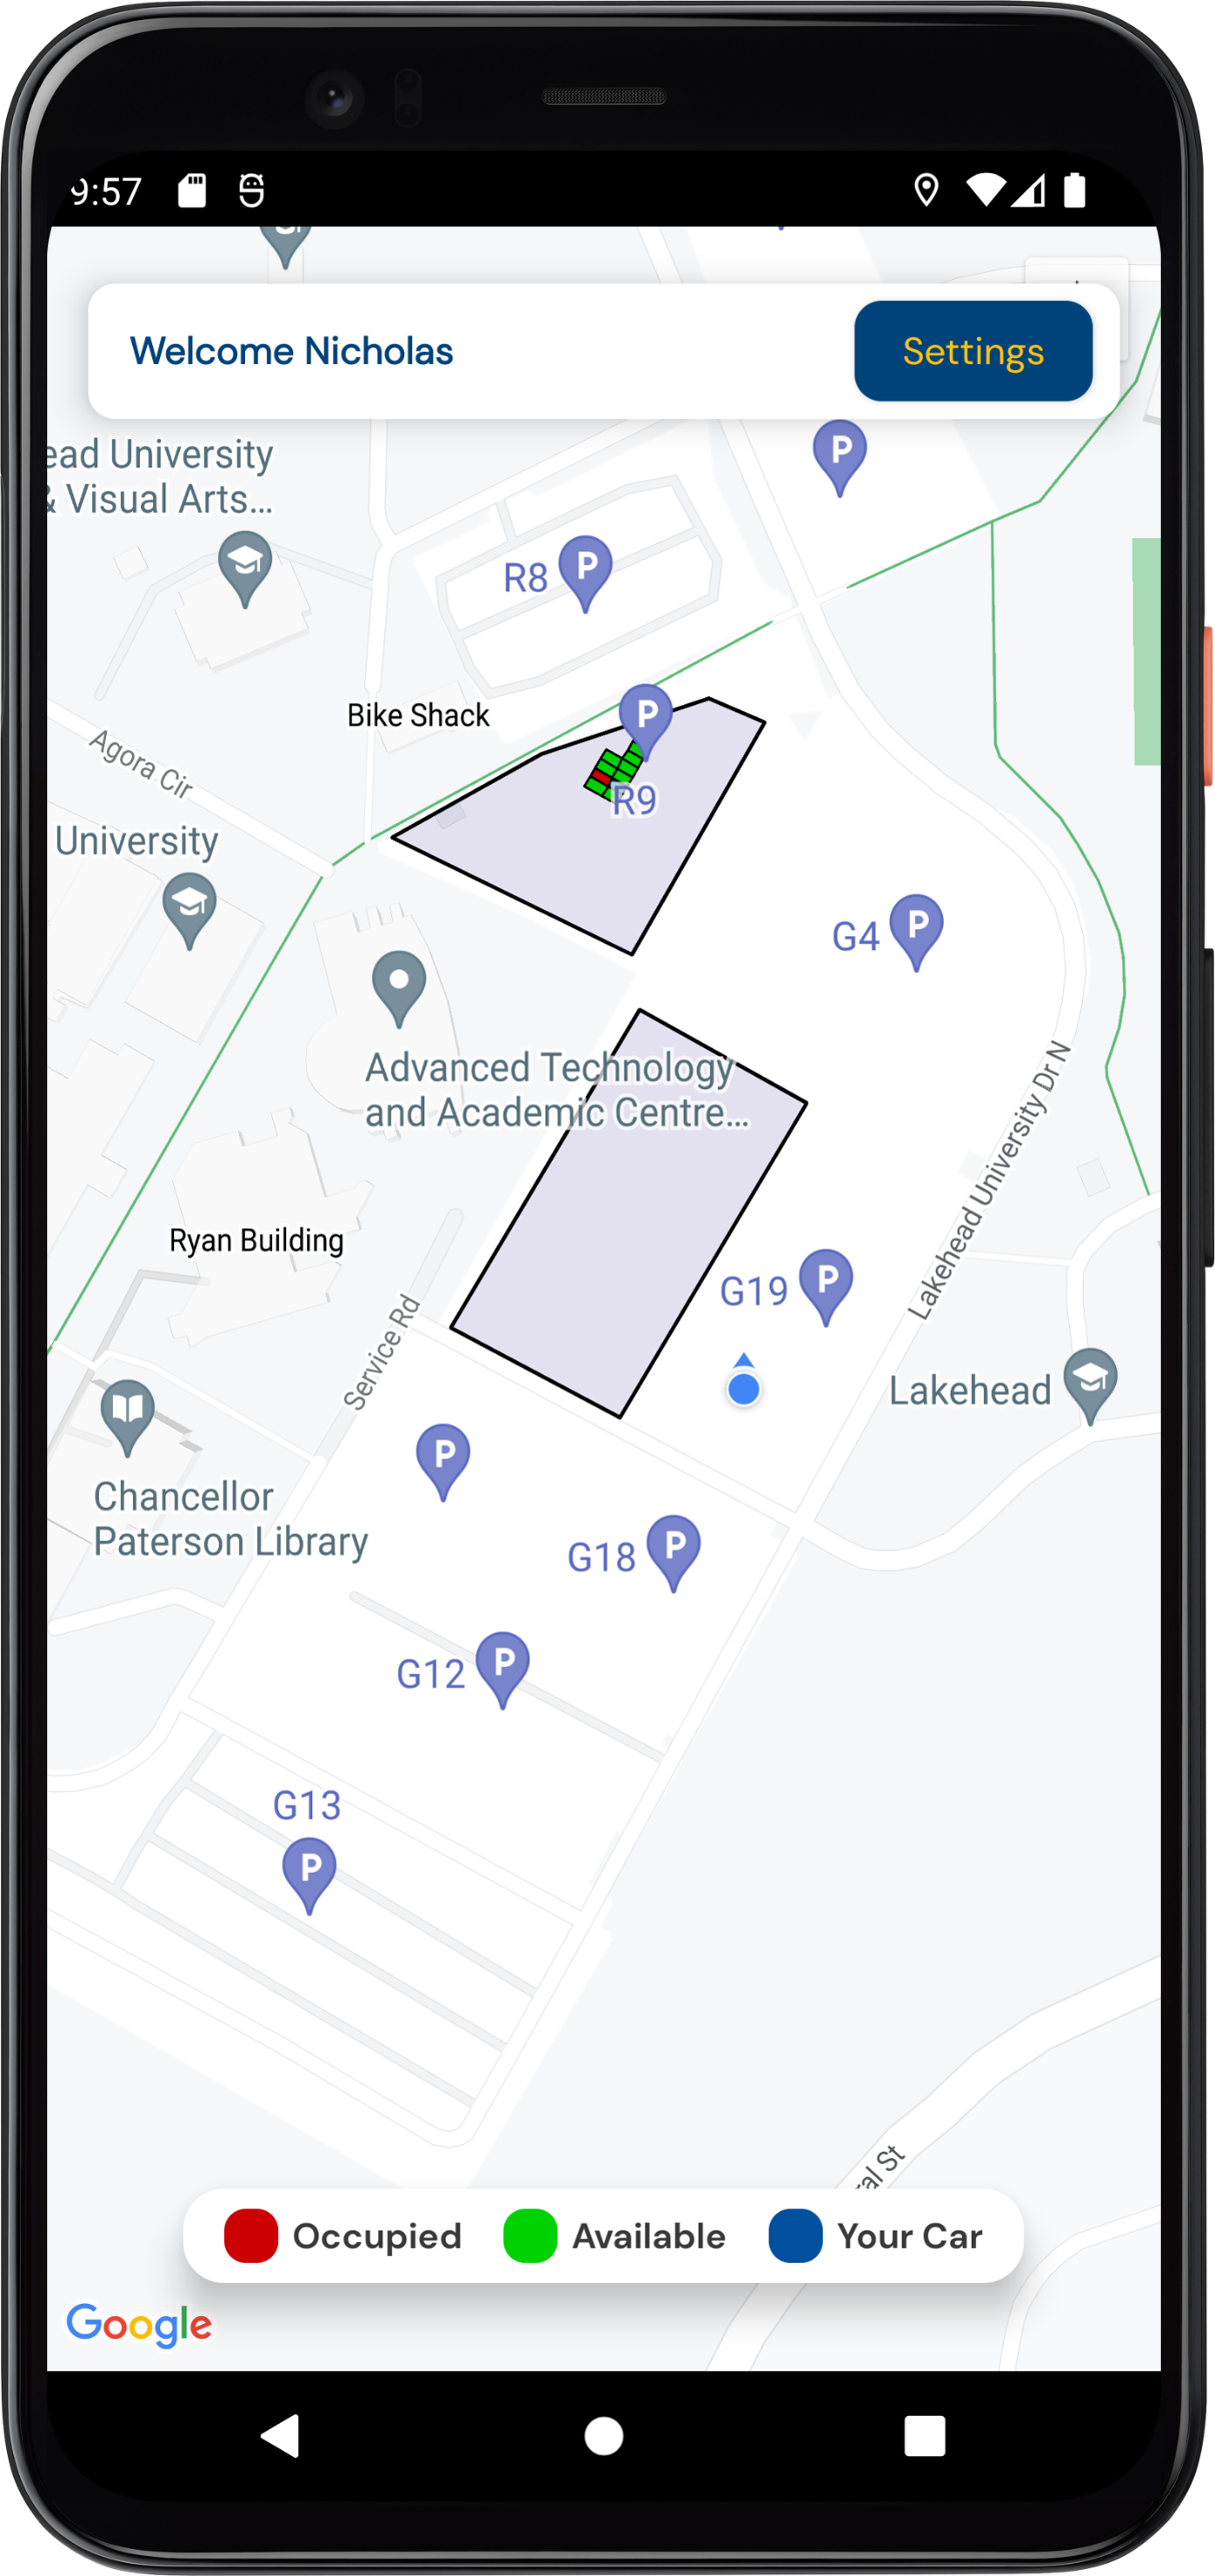 9:57
Welcome Nicholas
Settings
ead University
& Visual Arts...
P
R8
P
Bike Shack
P
R9
Agora Cir
University
G4
P
Advanced Technology
and Academic Centre...
Lakehead University Dr N
Ryan Building
Service Rd
G19
P
Lakehead
P
Chancellor
Paterson Library
G18
P
G12
P
G13
P
ral St
Occupied
Available
Your Car
Google